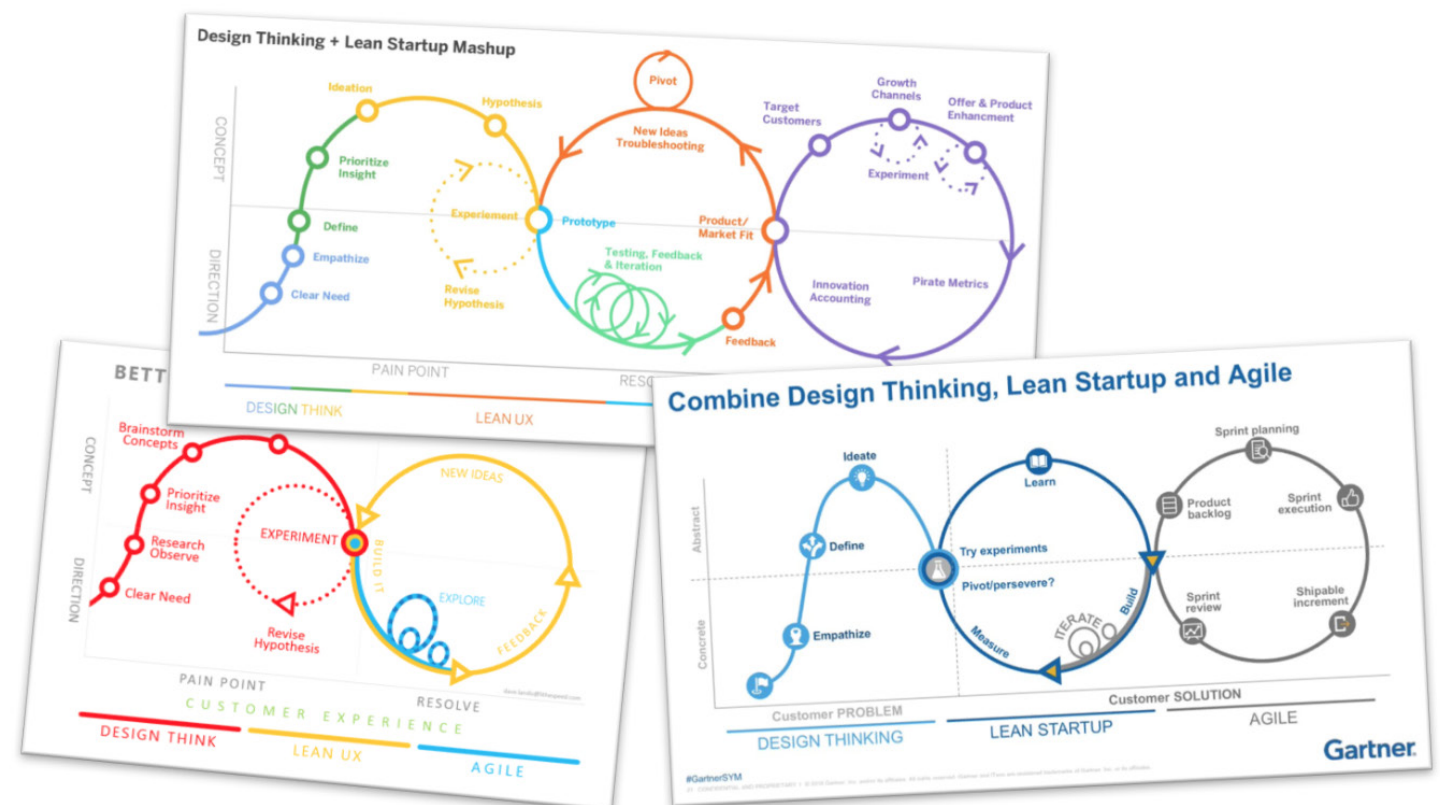 Design Thinking + Lean Startup Mashup
CONCEPT
DIRECTION
Ideation
Hypothesis
Prioritize
Insight
Define
Empathize
Clear Need
Experiement
Revise
Hypothesis
Pivot
New Ideas
Troubleshooting
Prototype
Product/
Market Fit
Testing, Feedback
& Iteration
Feedback
Target
Customers
Growth
Channels
Offer & Product
Enhancment
Experiment
Innovation
Accounting
Pirate Metrics
PAIN POINT
RESO
DESIGN THINK
LEAN UX
BETT
CONCEPT
DIRECTION
Brainstorm
Concepts
Prioritize
Insight
Research
Observe
Clear Need
EXPERIMENT
Revise
Hypothesis
NEW IDEAS
BUILD IT
EXPLORE
FEEDBACK
PAIN POINT
RESOLVE
CUSTOMER EXPERIENCE
DESIGN THINK
LEAN UX
AGILE
Combine Design Thinking, Lean Startup and Agile
Abstract
Concrete
Ideate
Define
Empathize
Learn
Try experiments
Pivot/persevere?
Measure
ITERATE
Build
Sprint planning
Product
backlog
Sprint
execution
Sprint
review
Shipable
increment
Customer PROBLEM
Customer SOLUTION
DESIGN THINKING
LEAN STARTUP
AGILE
#GartnerSYM
Gartner.